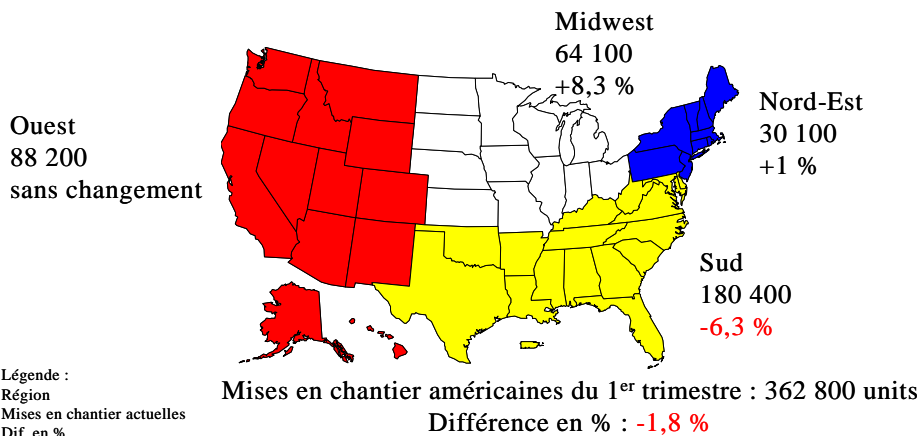 Midwest
64 100
+8,3 %
Nord-Est
30 100
+1 %
Ouest
88 200
sans changement
Sud
180 400
-6,3 %
Légende :
Région
Mises en chantier actuelles
Dif. en %
Mises en chantier américaines du 1er trimestre : 362 800 units
Différence en % : -1,8 %